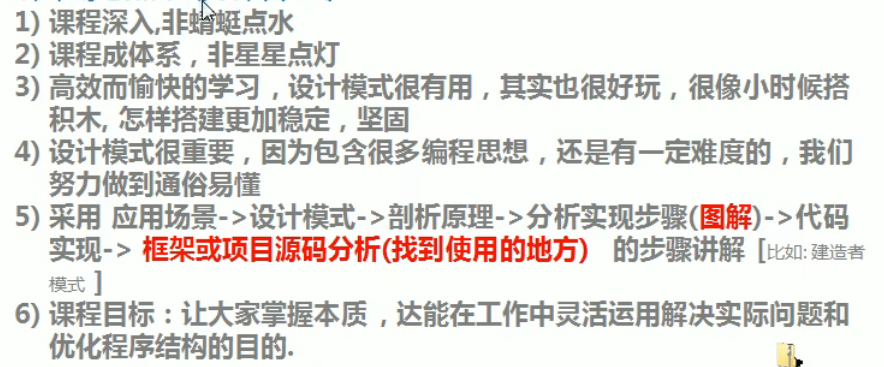 1) 课程深入,非蜻蜓点水
2) 课程成体系，非星星点灯
3) 高效而愉快的学习，设计模式很有用，其实也很好玩，很像小时候搭
积木, 怎样搭建更加稳定，坚固
4) 设计模式很重要，因为包含很多编程思想，还是有一定难度的，我们
努力做到通俗易懂
5) 采用 应用场景->设计模式->剖析原理->分析实现步骤(图解)->代码
实现-> 框架或项目源码分析(找到使用的地方) 的步骤讲解 [比如: 建造者
模式 ]
6) 课程目标：让大家掌握本质，达能在工作中灵活运用解决实际问题和
优化程序结构的目的.